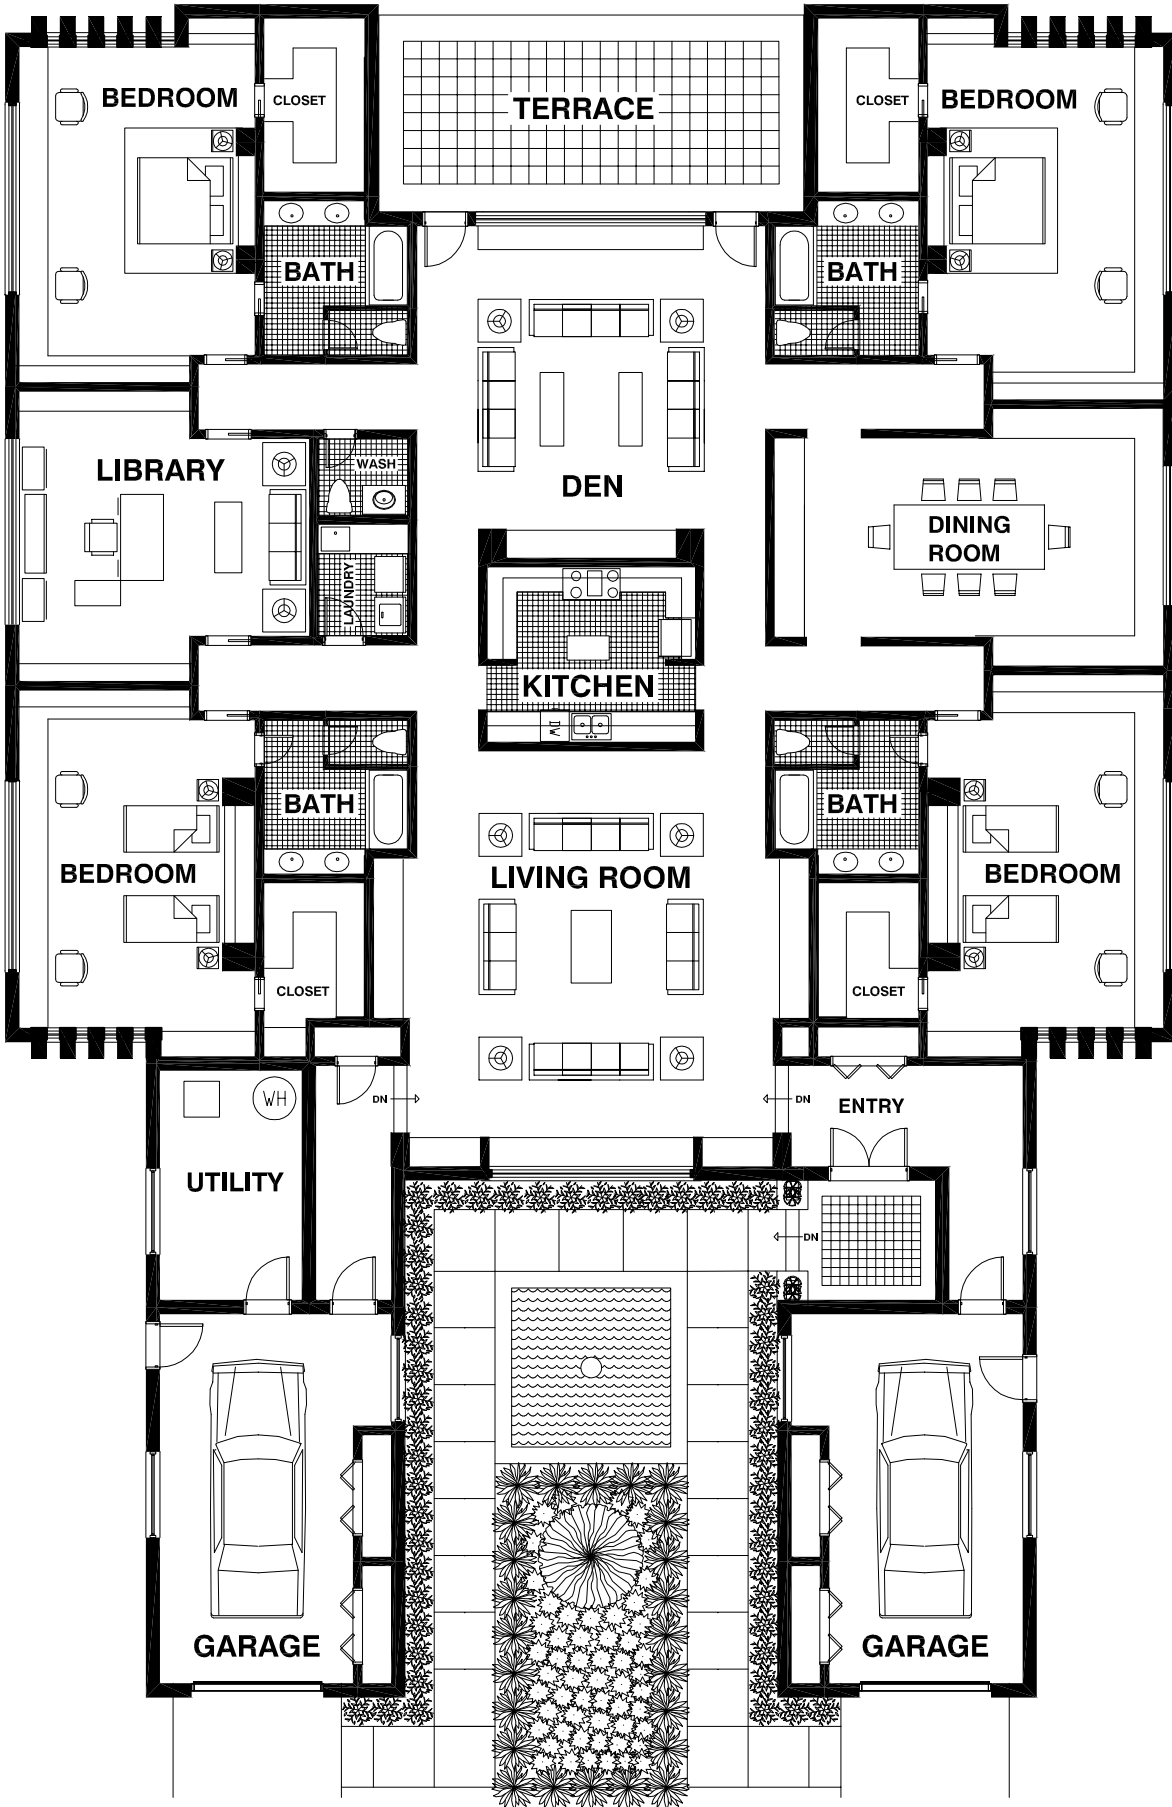 BEDROOM
CLOSET
TERRACE
CLOSET
BEDROOM
BATH
BATH
LIBRARY
WASH
DEN
DINING
ROOM
LAUNDRY
KITCHEN
DW
BATH
BATH
BEDROOM
LIVING ROOM
BEDROOM
CLOSET
CLOSET
WH
DN
DN
ENTRY
UTILITY
DN
GARAGE
GARAGE